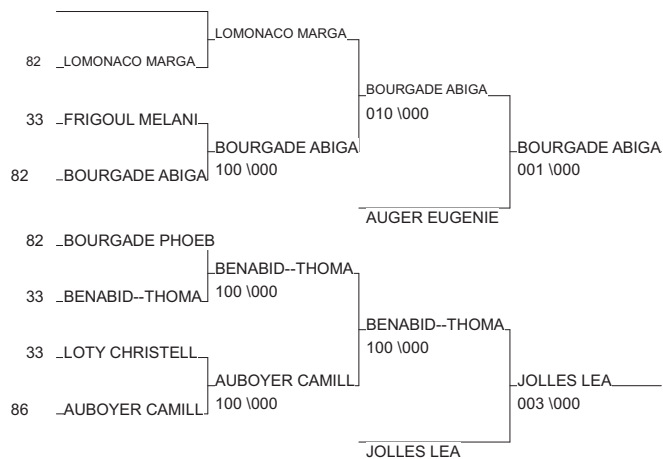 LOMONACO MARGA
82 LOMONACO MARGA
BOURGADE ABIGA
010 \000
33 FRIGOUL MELANI
BOURGADE ABIGA
100 \000
BOURGADE ABIGA
001 \000
82 BOURGADE ABIGA
AUGER EUGENIE
82 BOURGADE PHOEB
BENABID--THOMA
100 \000
33 BENABID--THOMA
BENABID--THOMA
100 \000
33 LOTY CHRISTELL
AUBOYER CAMILL
100 \000
JOLLES LEA
003 \000
86 AUBOYER CAMILL
JOLLES LEA